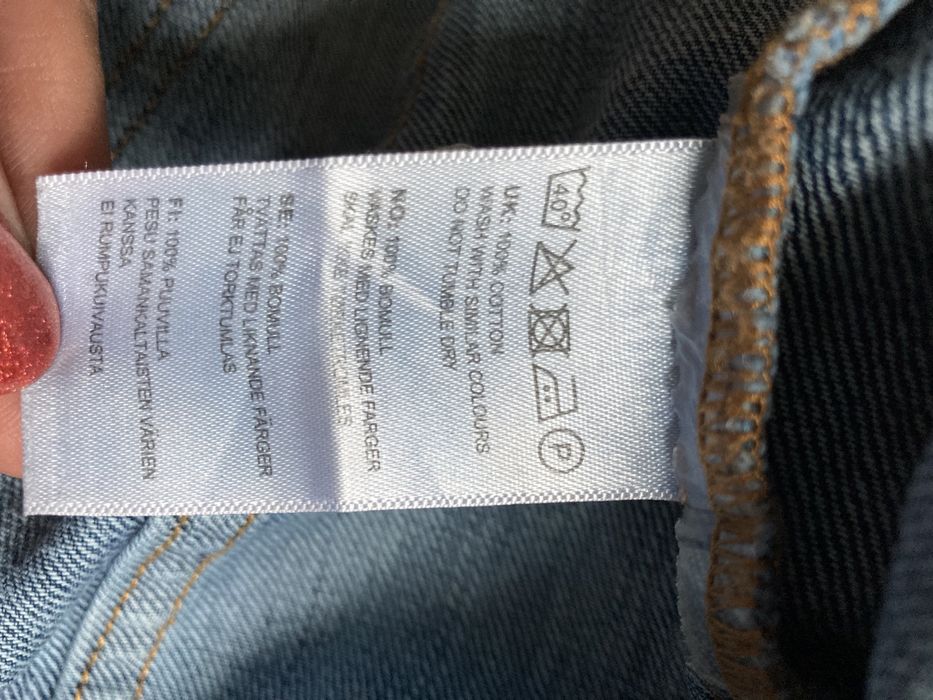 40°
P
UK: 100% COTTON
WASH WITH SIMILAR COLOURS
DO NOT TUMBLE DRY
NO: 100% BOMULL
VASKES MED LIGNENDE FARGER
SKAL IKKE TØRKETROMLES
SE: 100% BOMULL
TVÄTTAS MED LIKNANDE FÄRGER
FÅR EJ TORKTUMLAS
FI: 100% PUUVILLA
PESU SAMANKALTAISTEN VÄRIEN
KANSSA
EI RUMPUKUIVAUSTA